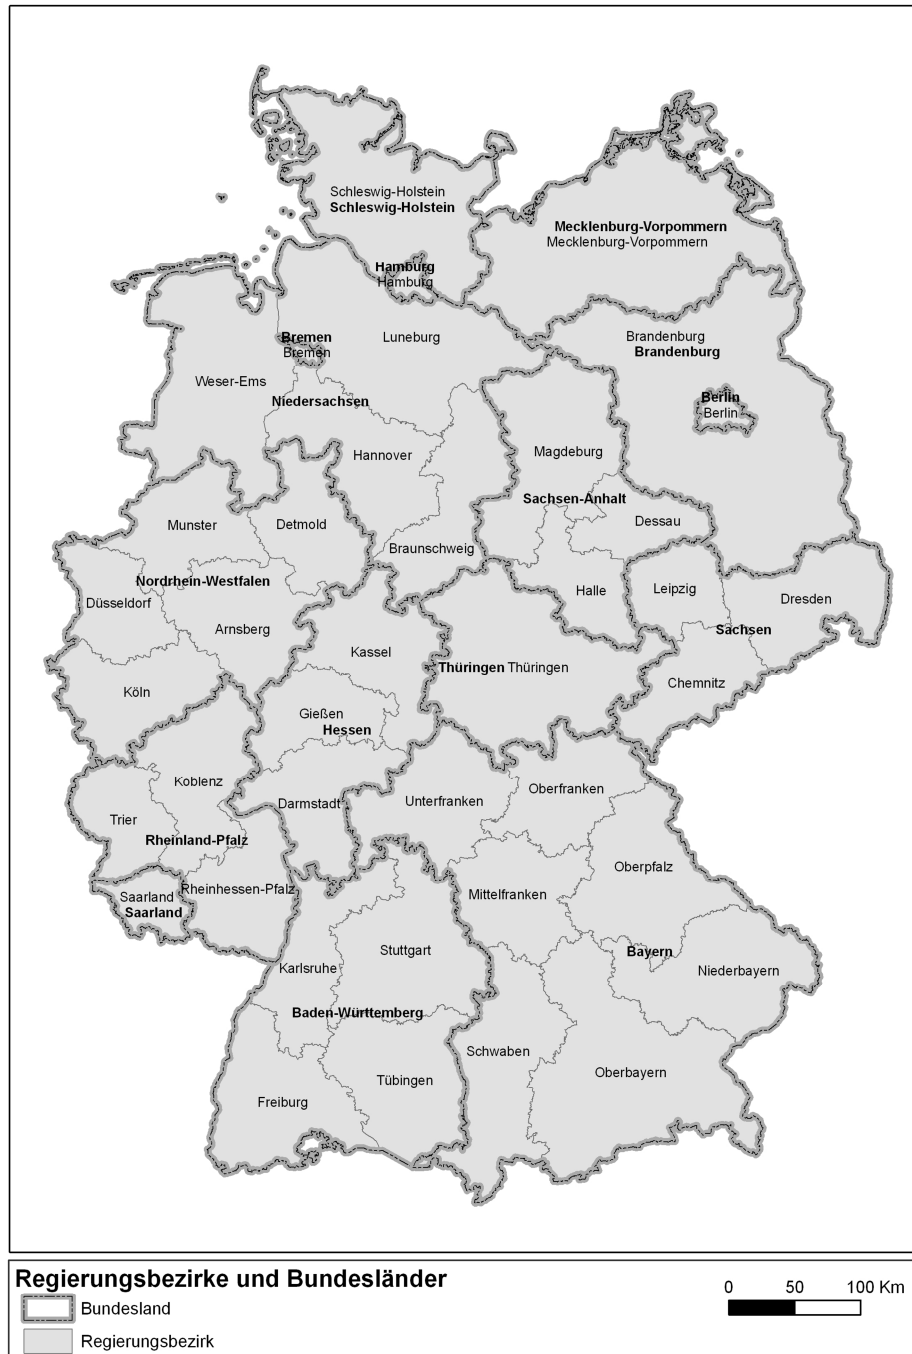 Schleswig-Holstein
Schleswig-Holstein
Mecklenburg-Vorpommern
Mecklenburg-Vorpommern
Hamburg
Hamburg
Bremen
Bremen
Luneburg
Brandenburg
Brandenburg
Weser-Ems
Niedersachsen
Berlin
Berlin
Hannover
Magdeburg
Sachsen-Anhalt
Munster
Detmold
Dessau
Braunschweig
Nordrhein-Westfalen
Düsseldorf
Halle
Leipzig
Dresden
Arnsberg
Sachsen
Kassel
Thüringen Thüringen
Köln
Chemnitz
Gießen
Hessen
Koblenz
Darmstadt
Unterfranken
Oberfranken
Trier
Rheinland-Pfalz
Oberpfalz
Saarland
Saarland
Rheinhessen-Pfalz
Mittelfranken
Stuttgart
Bayern
Karlsruhe
Niederbayern
Baden-Württemberg
Schwaben
Oberbayern
Tübingen
Freiburg
Regierungsbezirke und Bundesländer
Bundesland
Regierungsbezirk
0 50 100 Km